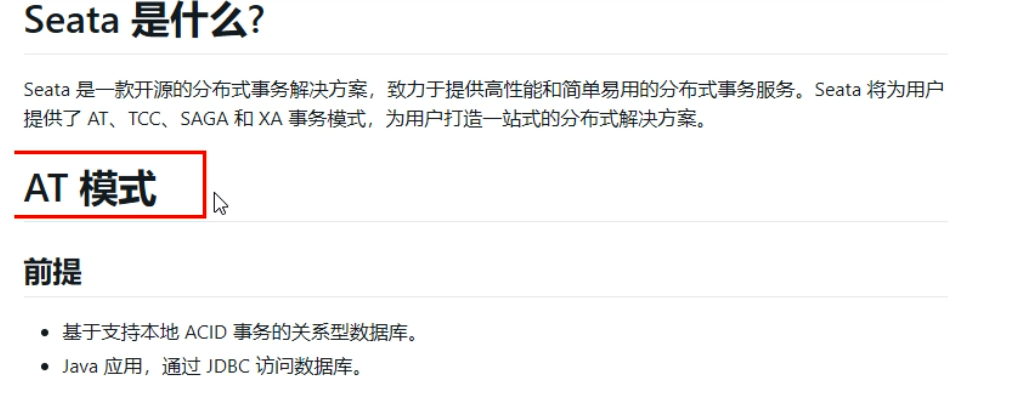 Seata 是什么?
Seata 是一款开源的分布式事务解决方案，致力于提供高性能和简单易用的分布式事务服务。Seata 将为用户
提供了 AT、TCC、SAGA 和 XA 事务模式，为用户打造一站式的分布式解决方案。
AT 模式
前提
基于支持本地 ACID 事务的关系型数据库。
Java 应用，通过 JDBC 访问数据库。